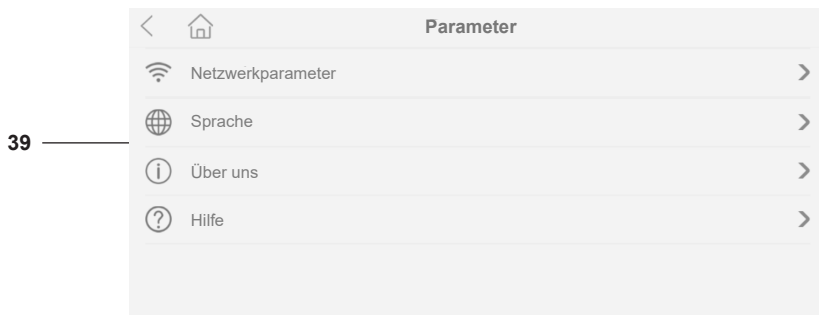 Parameter
Netzwerkparameter
Sprache
39
Über uns
Hilfe